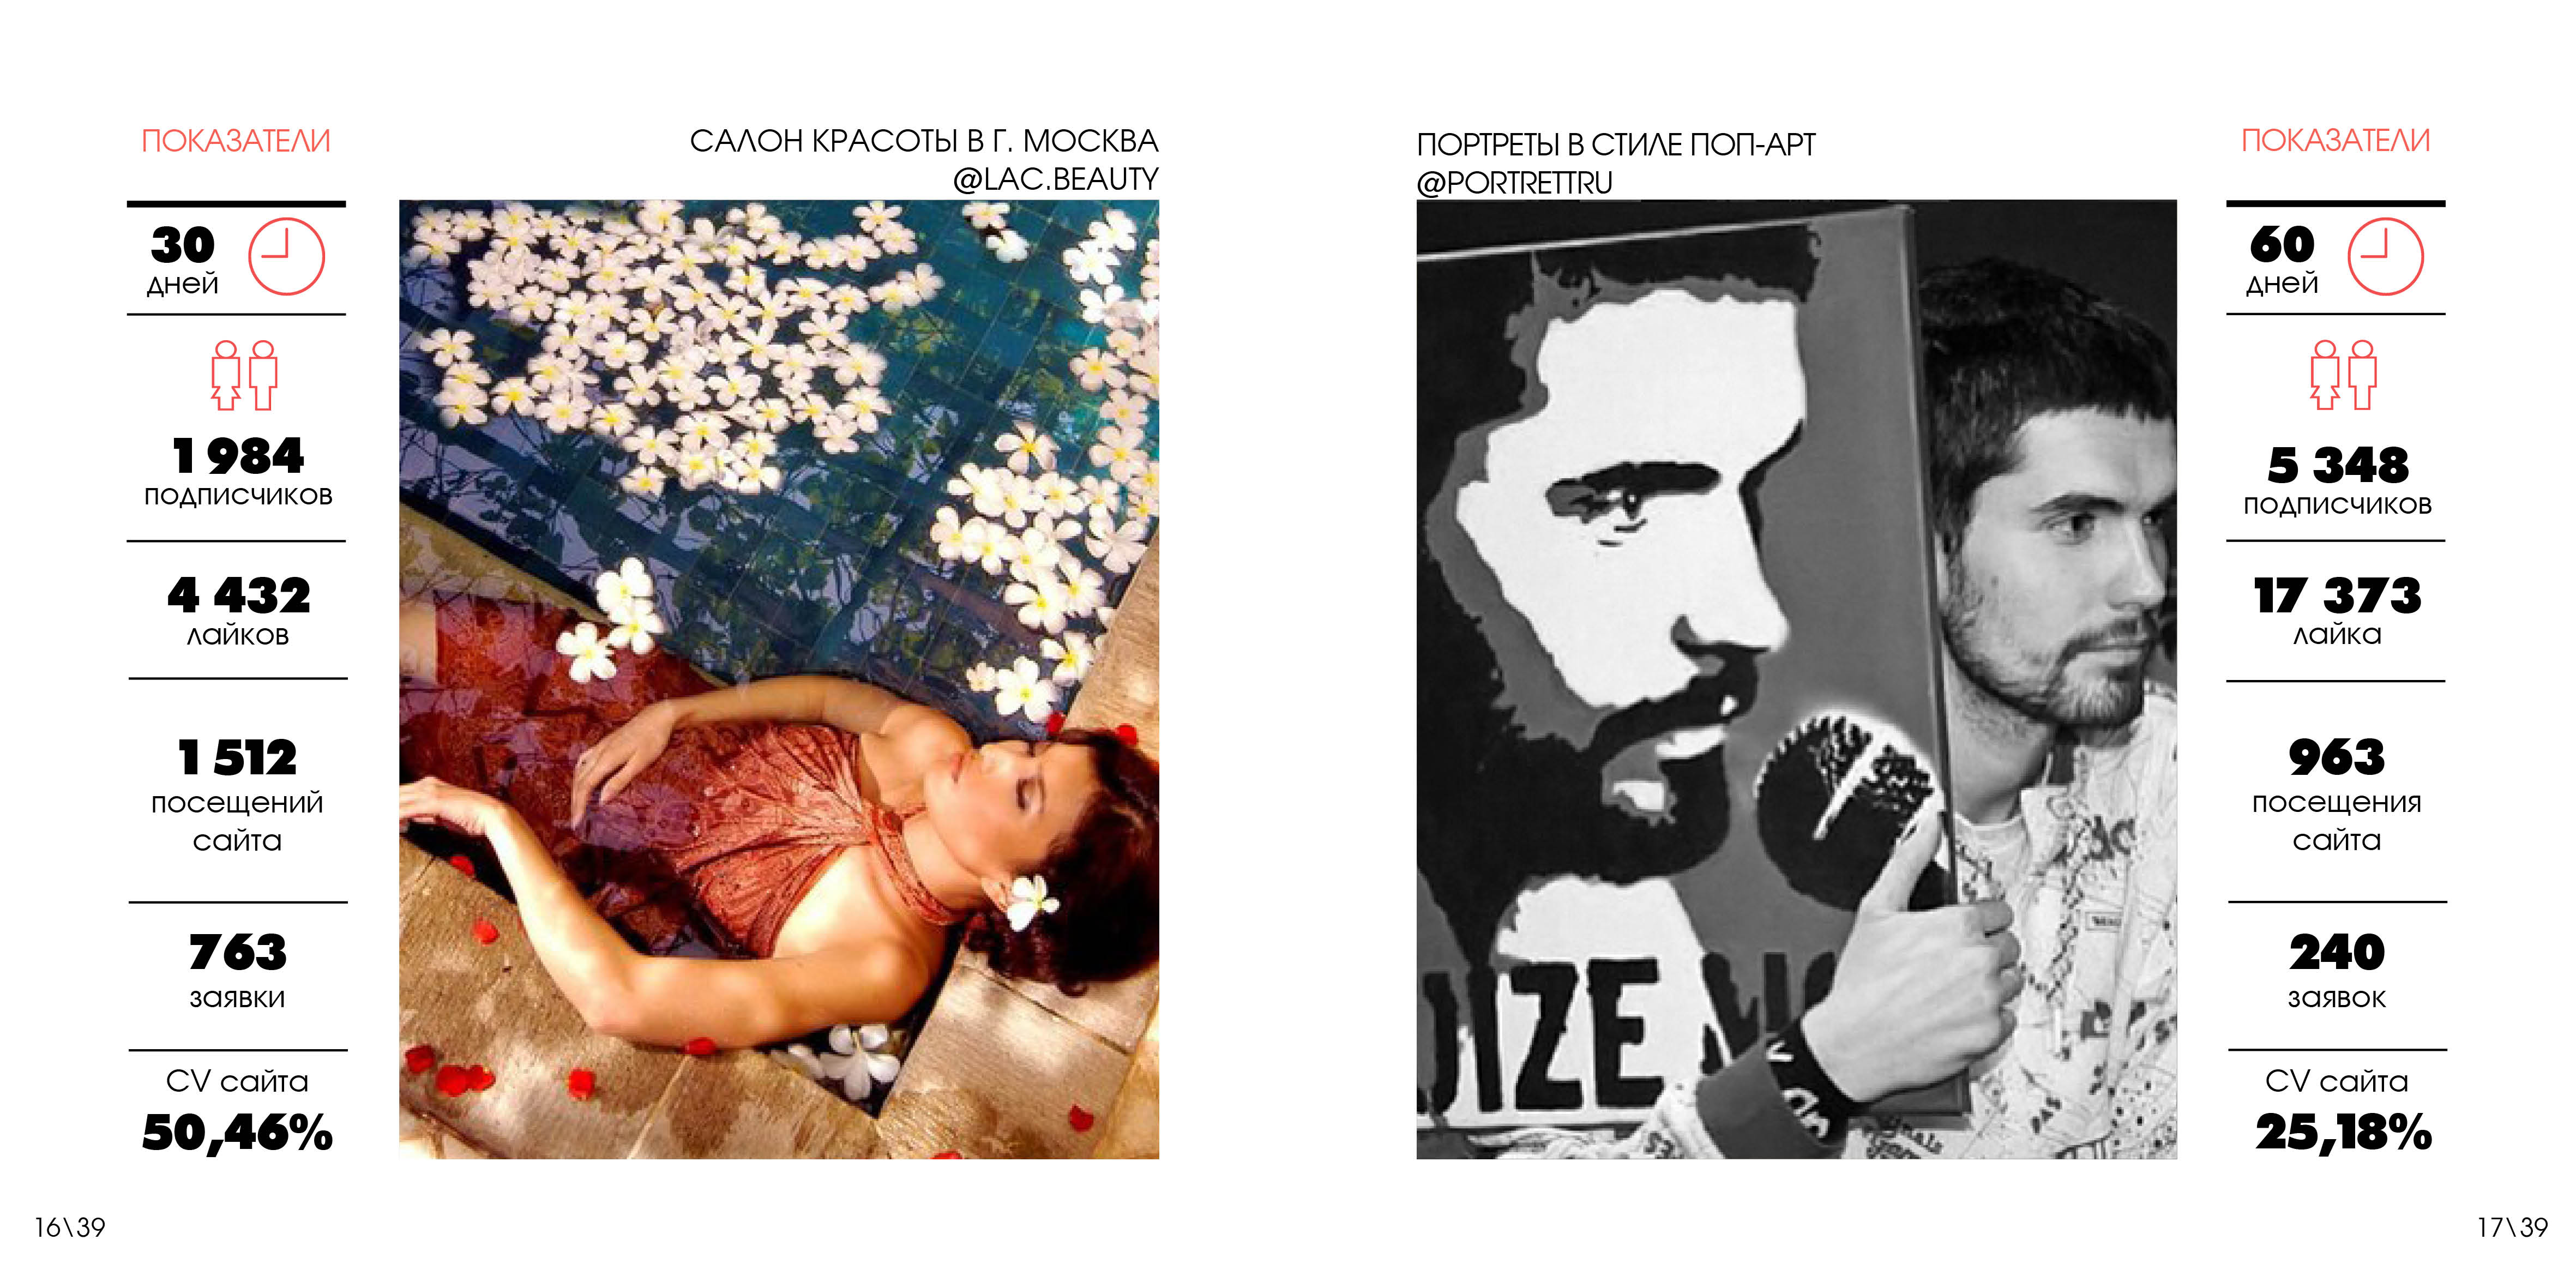 ПОКАЗАТЕЛИ
30
дней
1 984
подписчиков
4 432
лайков
1 512
посещений
сайта
763
заявки
CV сайта
50,46%
16\39
САЛОН КРАСОТЫ В Г. МОСКВА
@LAC.BEAUTY
ПОРТРЕТЫ В СТИЛЕ ПОП-АРТ
@PORTRETTRU
ПОКАЗАТЕЛИ
60
дней
5 348
подписчиков
17 373
лайка
963
посещения
сайта
240
заявок
CV сайта
25,18%
17\39